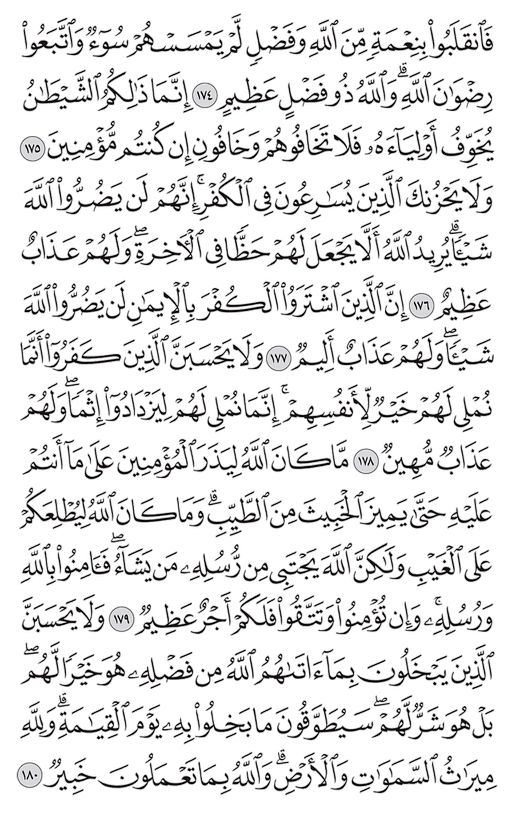 فَٱنقَلَبُوا۟ بِنِعْمَةٍ مِّنَ ٱللَّهِ وَفَضْلٍ لَّمْ يَمْسَسْهُمْ سُوٓءٌ وَٱتَّبَعُوا۟
رِضْوَٰنَ ٱللَّهِ ۗ وَٱللَّهُ ذُو فَضْلٍ عَظِيمٍ ١٧٤ إِنَّمَا ذَٰلِكُمُ ٱلشَّيْطَٰنُ
يُخَوِّفُ أَوْلِيَآءَهُۥ فَلَا تَخَافُوهُمْ وَخَافُونِ إِن كُنتُم مُّؤْمِنِينَ ١٧٥
وَلَا يَحْزُنكَ ٱلَّذِينَ يُسَٰرِعُونَ فِى ٱلْكُفْرِ ۚ إِنَّهُمْ لَن يَضُرُّوا۟ ٱللَّهَ
شَيْـًٔا ۗ يُرِيدُ ٱللَّهُ أَلَّا يَجْعَلَ لَهُمْ حَظًّا فِى ٱلْـَٔاخِرَةِ ۖ وَلَهُمْ عَذَابٌ
عَظِيمٌ ١٧٦ إِنَّ ٱلَّذِينَ ٱشْتَرَوُا۟ ٱلْكُفْرَ بِٱلْإِيمَٰنِ لَن يَضُرُّوا۟ ٱللَّهَ
شَيْـًٔا ۖ وَلَهُمْ عَذَابٌ أَلِيمٌ ١٧٧ وَلَا يَحْسَبَنَّ ٱلَّذِينَ كَفَرُوٓا۟ أَنَّمَا
نُمْلِى لَهُمْ خَيْرٌ لِّأَنفُسِهِمْ ۚ إِنَّمَا نُمْلِى لَهُمْ لِيَزْدَادُوٓا۟ إِثْمًا ۖ وَلَهُمْ
عَذَابٌ مُّهِينٌ ١٧٨ مَّا كَانَ ٱللَّهُ لِيَذَرَ ٱلْمُؤْمِنِينَ عَلَىٰ مَآ أَنتُمْ
عَلَيْهِ حَتَّىٰ يَمِيزَ ٱلْخَبِيثَ مِنَ ٱلطَّيِّبِ ۗ وَمَا كَانَ ٱللَّهُ لِيُطْلِعَكُمْ
عَلَى ٱلْغَيْبِ وَلَٰكِنَّ ٱللَّهَ يَجْتَبِى مِن رُّسُلِهِۦ مَن يَشَآءُ ۖ فَـَٔامِنُوا۟ بِٱللَّهِ
وَرُسُلِهِۦ ۚ وَإِن تُؤْمِنُوا۟ وَتَتَّقُوا۟ فَلَكُمْ أَجْرٌ عَظِيمٌ ١٧٩ وَلَا يَحْسَبَنَّ
ٱلَّذِينَ يَبْخَلُونَ بِمَآ ءَاتَىٰهُمُ ٱللَّهُ مِن فَضْلِهِۦ هُوَ خَيْرًا لَّهُم ۖ
بَلْ هُوَ شَرٌّ لَّهُمْ ۖ سَيُطَوَّقُونَ مَا بَخِلُوا۟ بِهِۦ يَوْمَ ٱلْقِيَٰمَةِ ۗ وَلِلَّهِ
مِيرَٰثُ ٱلسَّمَٰوَٰتِ وَٱلْأَرْضِ ۗ وَٱللَّهُ بِمَا تَعْمَلُونَ خَبِيرٌ ١٨٠